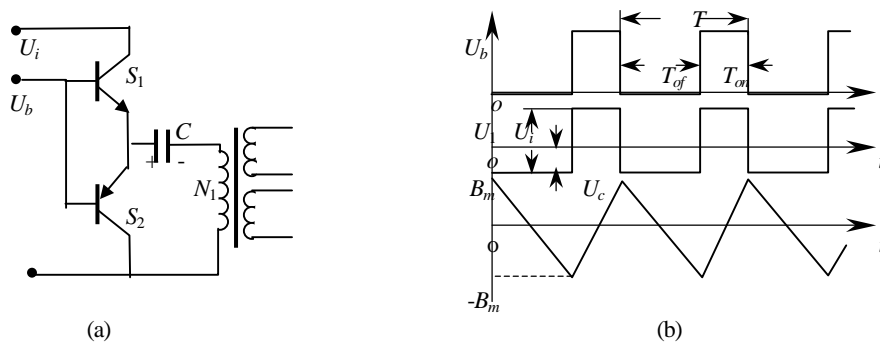 U_i
U_b
S_1
C
+ -
N_1
S_2
(a)
T
U_b
T_of
T_on
o
U_1
U_i
o
B_m
U_c
o
-B_m
(b)